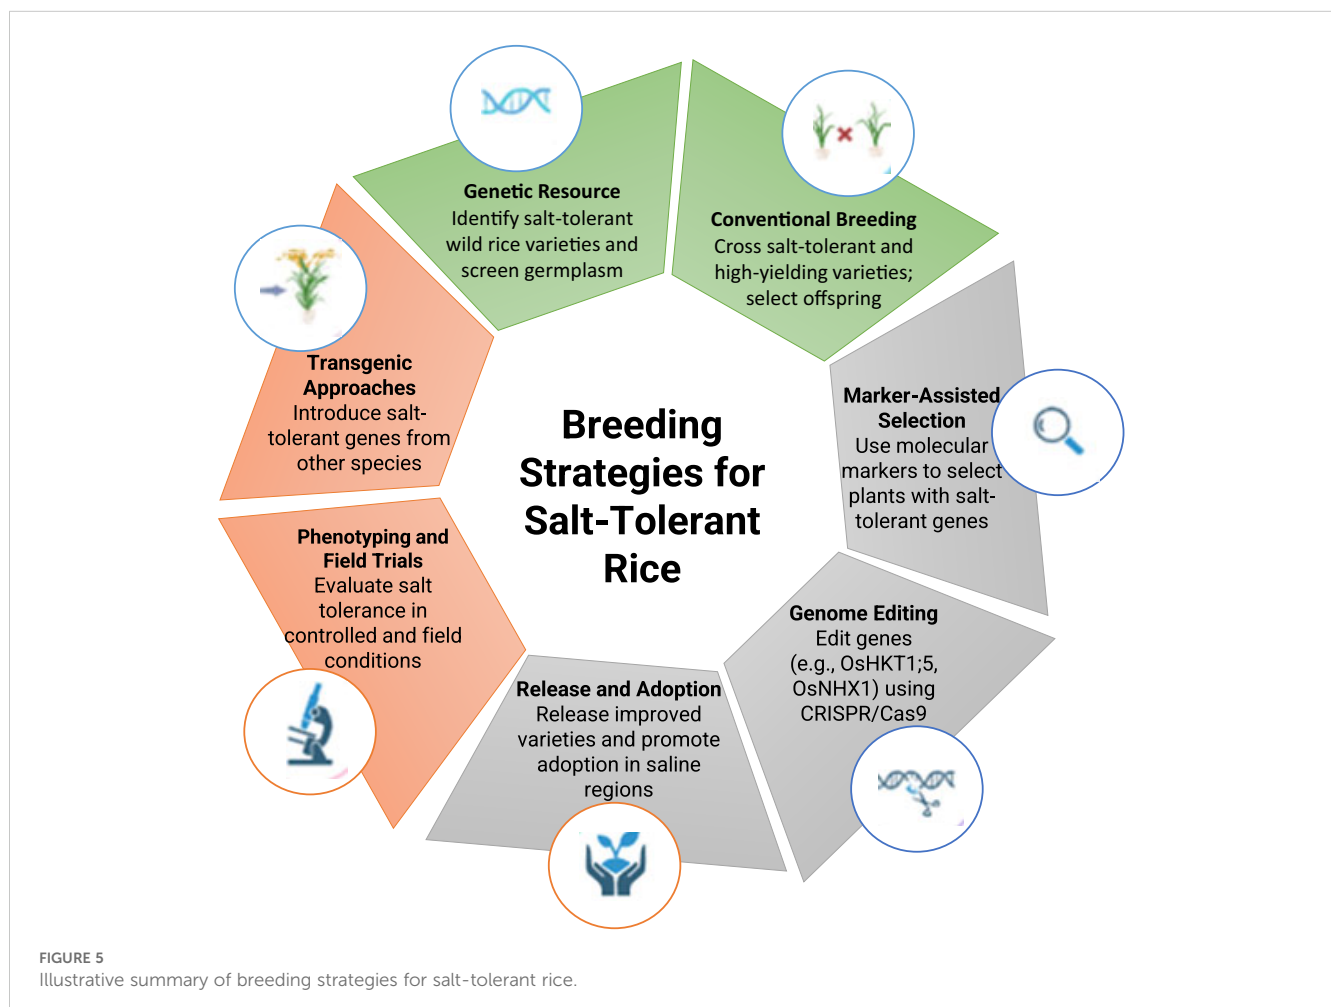 Genetic Resource
Identify salt-tolerant
wild rice varieties and
screen germplasm
Conventional Breeding
Cross salt-tolerant and
high-yielding varieties;
select offspring
Marker-Assisted
Selection
Use molecular
markers to select
plants with salt-
tolerant genes
Genome Editing
Edit genes
(e.g., OsHKT1;5,
OsNHX1) using
CRISPR/Cas9
Release and Adoption
Release improved
varieties and promote
adoption in saline
regions
Phenotyping and
Field Trials
Evaluate salt
tolerance in
controlled and field
conditions
Transgenic
Approaches
Introduce salt-
tolerant genes from
other species
Breeding
Strategies for
Salt-Tolerant
Rice
FIGURE 5
Illustrative summary of breeding strategies for salt-tolerant rice.